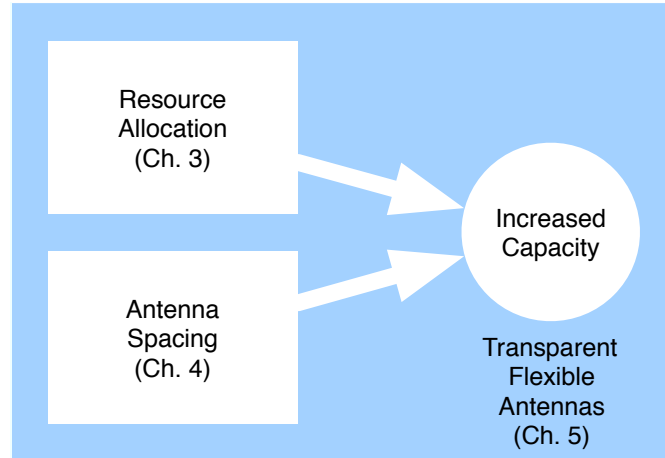 Resource
Allocation
(Ch. 3)
Antenna
Spacing
(Ch. 4)
Increased
Capacity
Transparent
Flexible
Antennas
(Ch. 5)